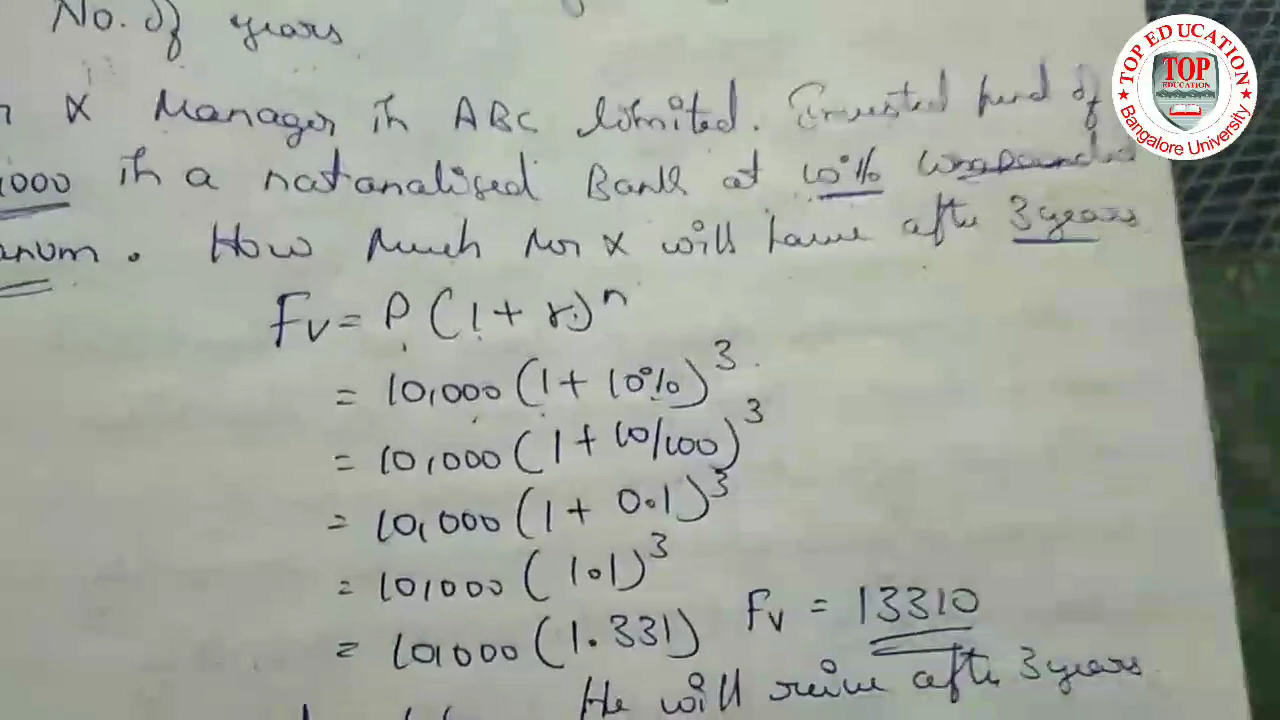 No. of years
X Manager in ABC limited. Invested fund of
,000 in a nationalised Bank at 10% compounded
anum. How Much Mr X will have after 3 years
Fv = P (1 + r)ⁿ
= 10,000 (1 + 10%)³
= 10,000 (1 + 10/100)³
= 10,000 (1 + 0.1)³
= 10,000 (1.1)³
= 10,000 (1.331) Fv = 13310
He will after 3 years
TOP EDUCATION
TOP
EDUCATION
Bangalore University